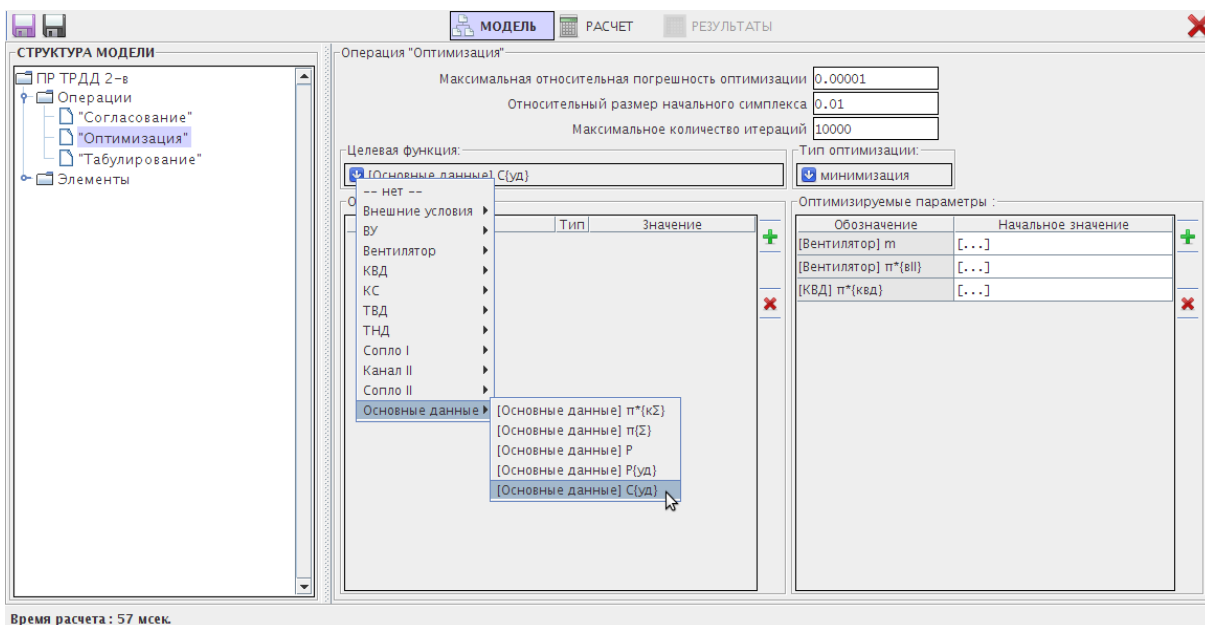 МОДЕЛЬ РАСЧЕТ РЕЗУЛЬТАТЫ
СТРУКТУРА МОДЕЛИ
ПР ТРДД 2-в
Операции
"Согласование"
"Оптимизация"
"Табулирование"
Элементы
Операция "Оптимизация"
Максимальная относительная погрешность оптимизации 0.00001
Относительный размер начального симплекса 0.01
Максимальное количество итераций 10000
Целевая функция:
[Основные данные] C{уд}
Тип оптимизации:
минимизация
-- нет --
Внешние условия
ВУ
Вентилятор
КВД
КС
ТВД
ТНД
Сопло I
Канал II
Сопло II
Основные данные
[Основные данные] π*{кΣ}
[Основные данные] π{Σ}
[Основные данные] P
[Основные данные] P{уд}
[Основные данные] C{уд}
Тип Значение
Оптимизируемые параметры :
Обозначение Начальное значение
[Вентилятор] m [...]
[Вентилятор] π*{вII} [...]
[КВД] π*{квд} [...]
Время расчета: 57 мсек.